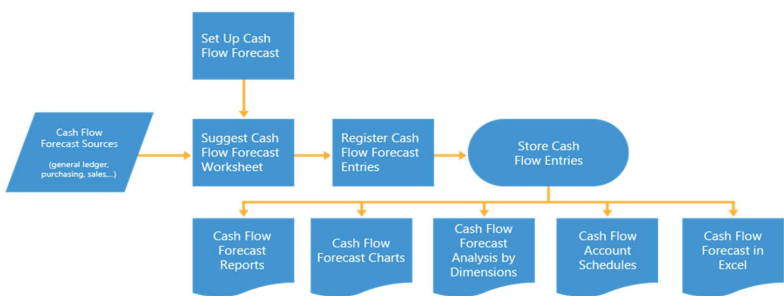 Set Up Cash
Flow Forecast
Cash Flow
Forecast Sources
(general ledger,
purchasing, sales,...)
Suggest Cash
Flow Forecast
Worksheet
Register Cash
Flow Forecast
Entries
Store Cash
Flow Entries
Cash Flow
Forecast
Reports
Cash Flow
Forecast Charts
Cash Flow
Forecast
Analysis by
Dimensions
Cash Flow
Account
Schedules
Cash Flow
Forecast in
Excel